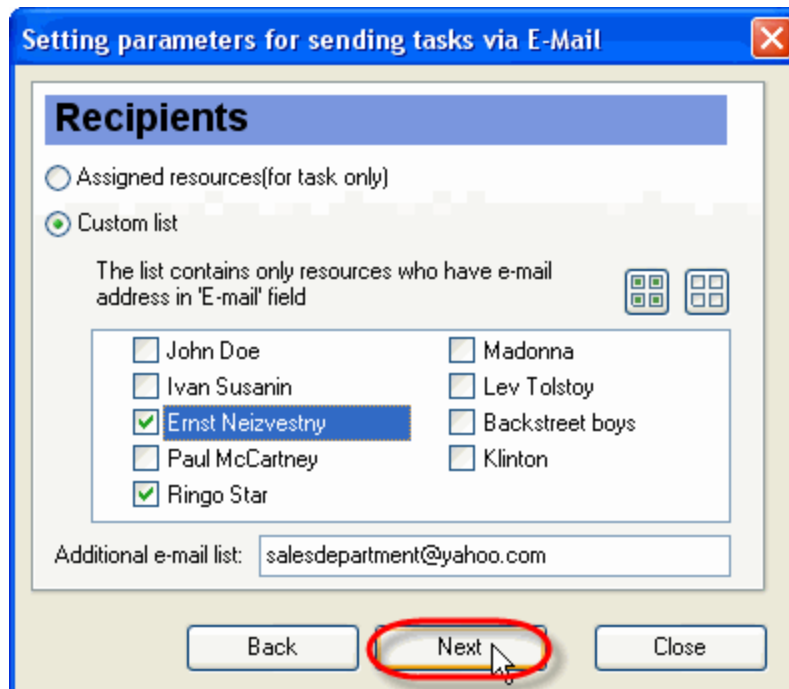 Setting parameters for sending tasks via E-Mail
Recipients
Assigned resources(for task only)
Custom list
The list contains only resources who have e-mail
address in 'E-mail' field
John Doe
Ivan Susanin
Ernst Neizvestny
Paul McCartney
Ringo Star
Madonna
Lev Tolstoy
Backstreet boys
Klinton
Additional e-mail list: salesdepartment@yahoo.com
Back Next Close